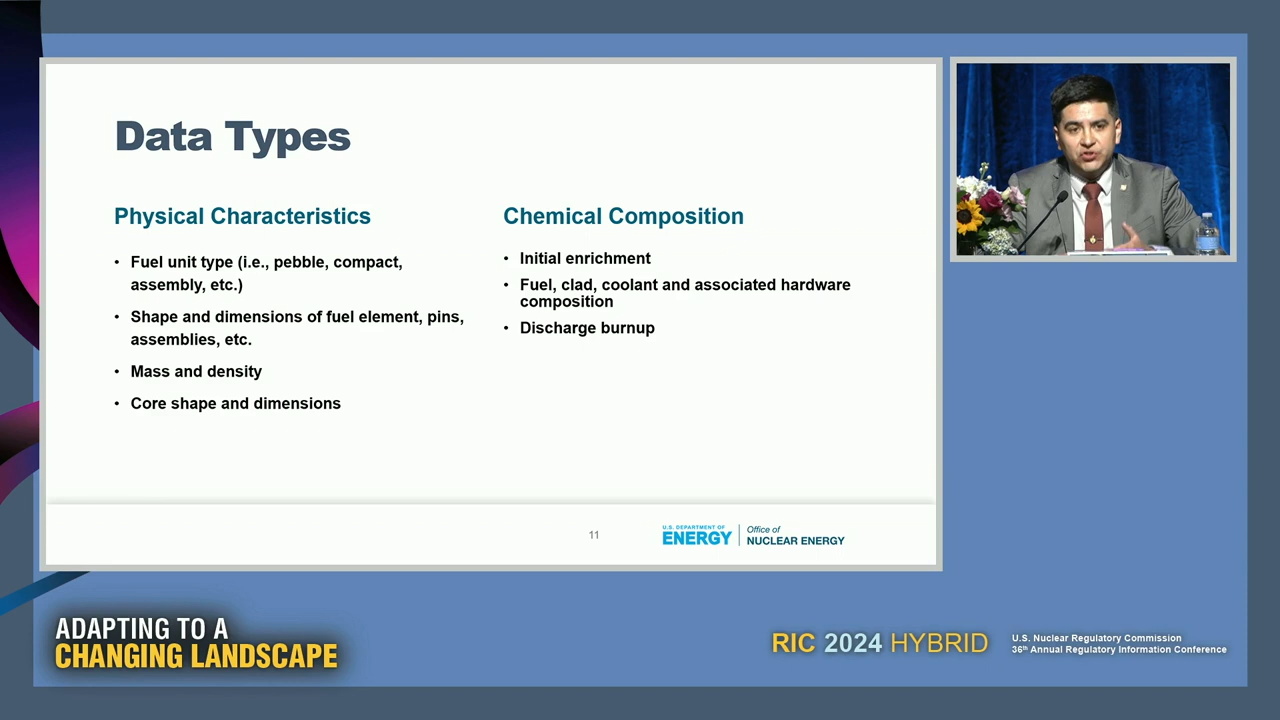 Data Types
Physical Characteristics
• Fuel unit type (i.e., pebble, compact,
assembly, etc.)
• Shape and dimensions of fuel element, pins,
assemblies, etc.
• Mass and density
• Core shape and dimensions
Chemical Composition
• Initial enrichment
• Fuel, clad, coolant and associated hardware
composition
• Discharge burnup
11
U.S. DEPARTMENT OF
ENERGY
Office of
NUCLEAR ENERGY
ADAPTING TO A
CHANGING LANDSCAPE
RIC 2024 HYBRID
U.S. Nuclear Regulatory Commission
36th Annual Regulatory Information Conference